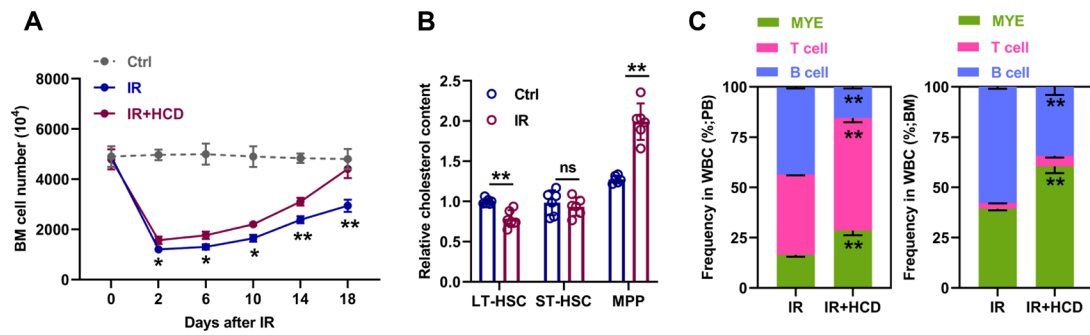 A
Ctrl
IR
IR+HCD
BM cell number (10⁴)
8000
6000
4000
2000
0
* * * ** **
0 2 6 10 14 18
Days after IR
B
Relative cholesterol content
2.5
2.0
1.5
1.0
0.5
0.0
Ctrl
IR
** ns **
LT-HSC ST-HSC MPP
C
MYE
T cell
B cell
Frequency in WBC (%;PB)
100
75
50
25
0
**
**
**
IR IR+HCD
MYE
T cell
B cell
Frequency in WBC (%;BM)
100
75
50
25
0
**
**
IR IR+HCD